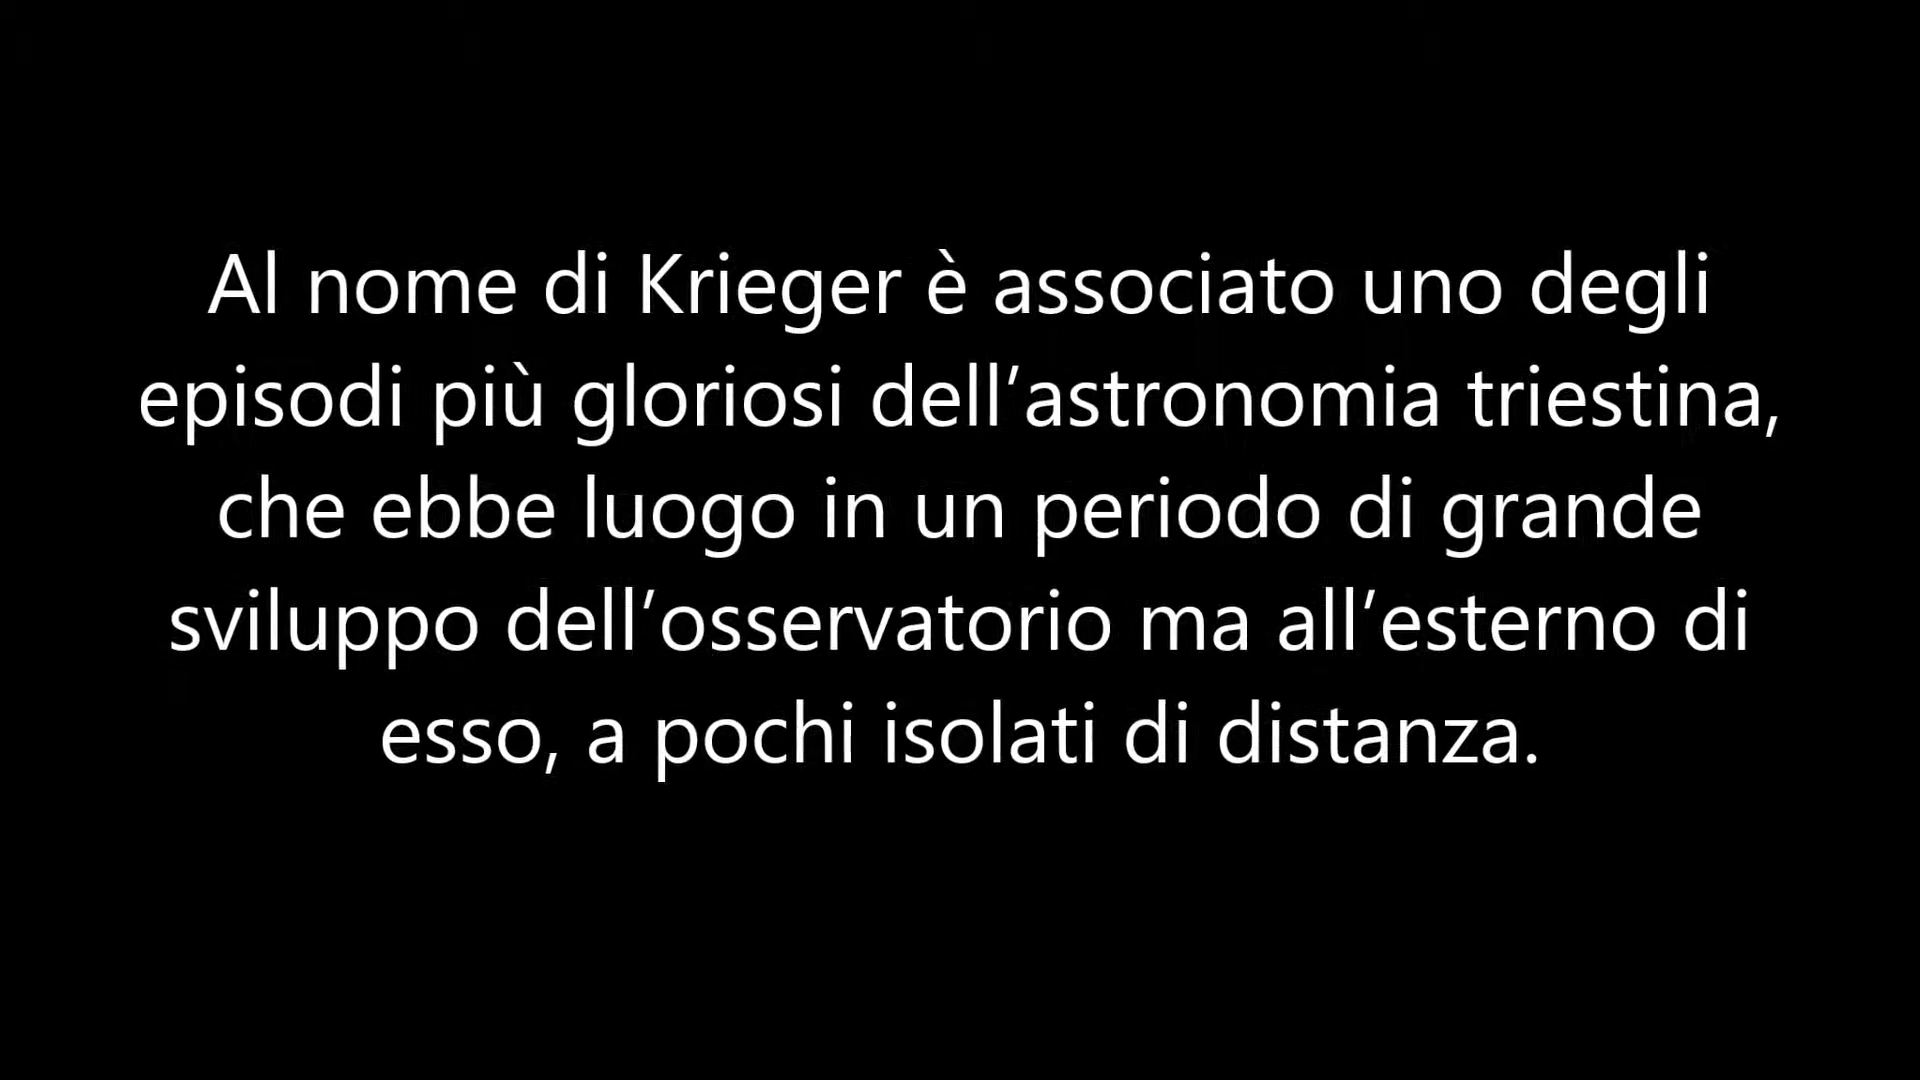 Al nome di Krieger è associato uno degli
episodi più gloriosi dell’astronomia triestina,
che ebbe luogo in un periodo di grande
sviluppo dell’osservatorio ma all’esterno di
esso, a pochi isolati di distanza.